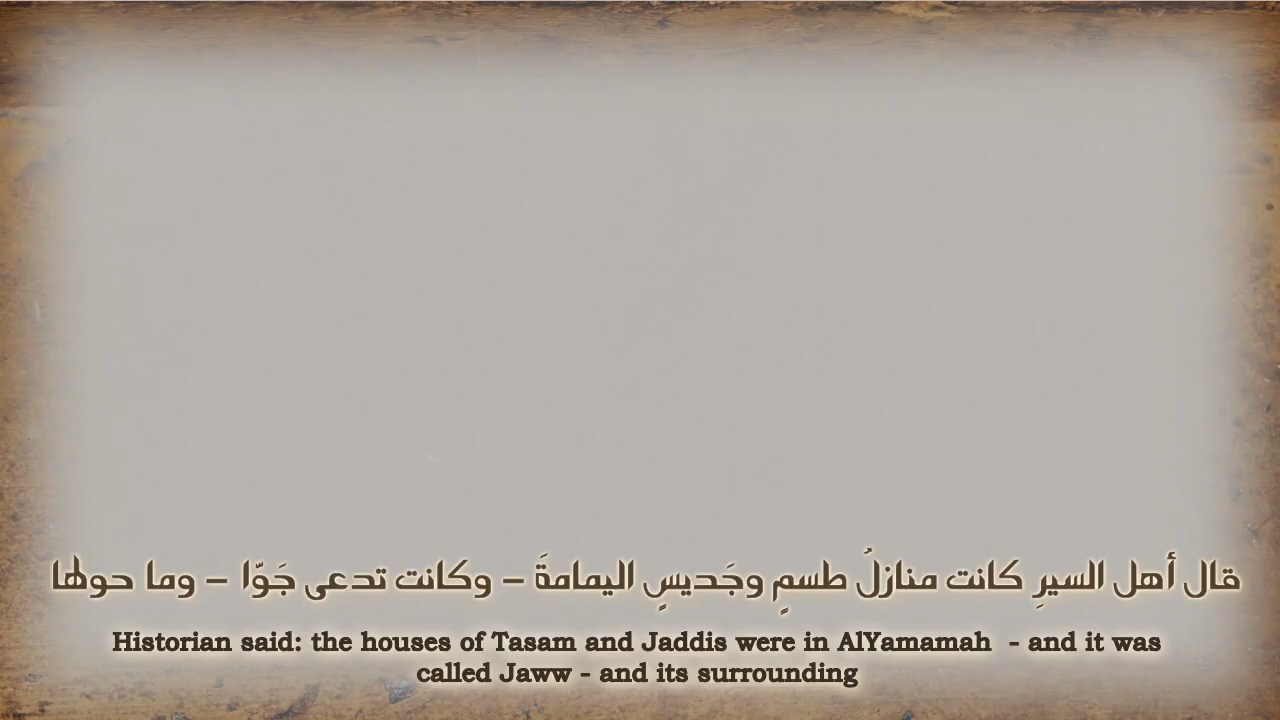 قال أهل السيرِ كانت منازلُ طسمٍ وجَديسٍ اليمامةَ – وكانت تدعى جَوّا – وما حولها
Historian said: the houses of Tasam and Jaddis were in AlYamamah  - and it was
called Jaww - and its surrounding